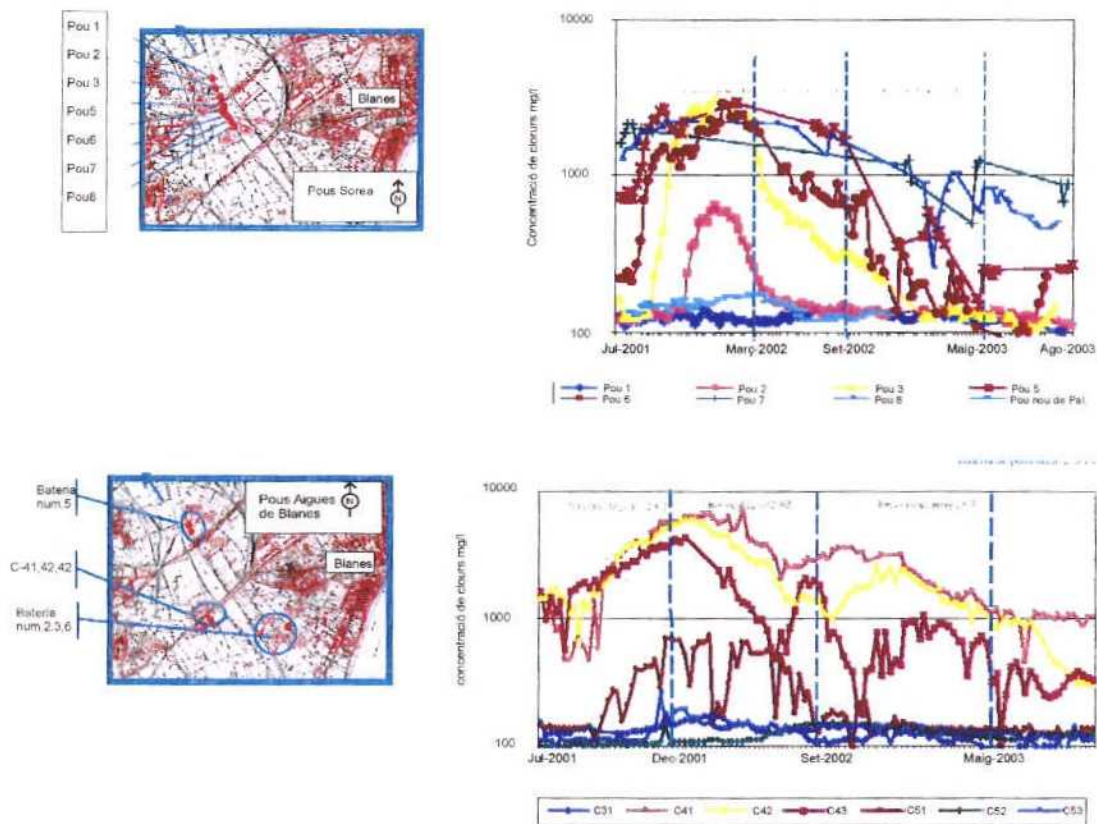 Pou 1
Pou 2
Pou 3
Pou5
Pou6
Pou7
Pou8
Blanes
Pous Sorea
N
Concentració de clorurs mg/l
10000
1000
100
Jul-2001
Març-2002
Set-2002
Maig-2003
Ago-2003
Pou 1
Pou 2
Pou 3
Pou 5
Pou 6
Pou 7
Pou 8
Pou nou de Pal.
Bateria
num.5
C-41,42,42
Bateria
num.2,3,6
Pous Aigues
de Blanes
N
Blanes
concentració de clours mg/l
10000
1000
100
Jul-2001
Dec-2001
Set-2002
Maig-2003
C31
C41
C42
C43
C51
C52
C53